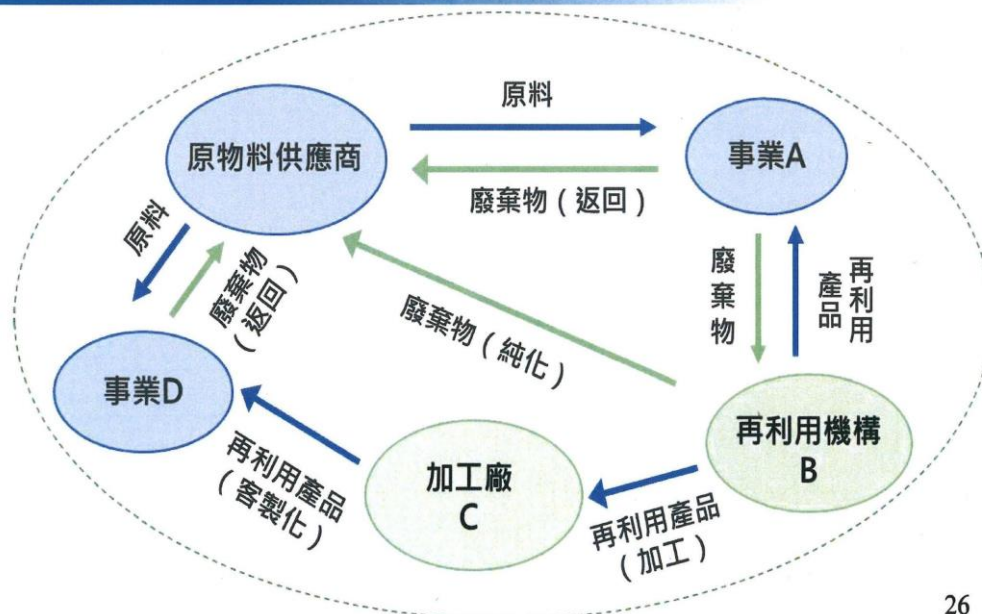 原料
原物料供應商
事業A
廢棄物（返回）
原料
廢棄物
（返回）
廢棄物（純化）
廢棄物
再利用
產品
事業D
再利用機構
B
再利用產品
（客製化）
加工廠
C
再利用產品
（加工）
26